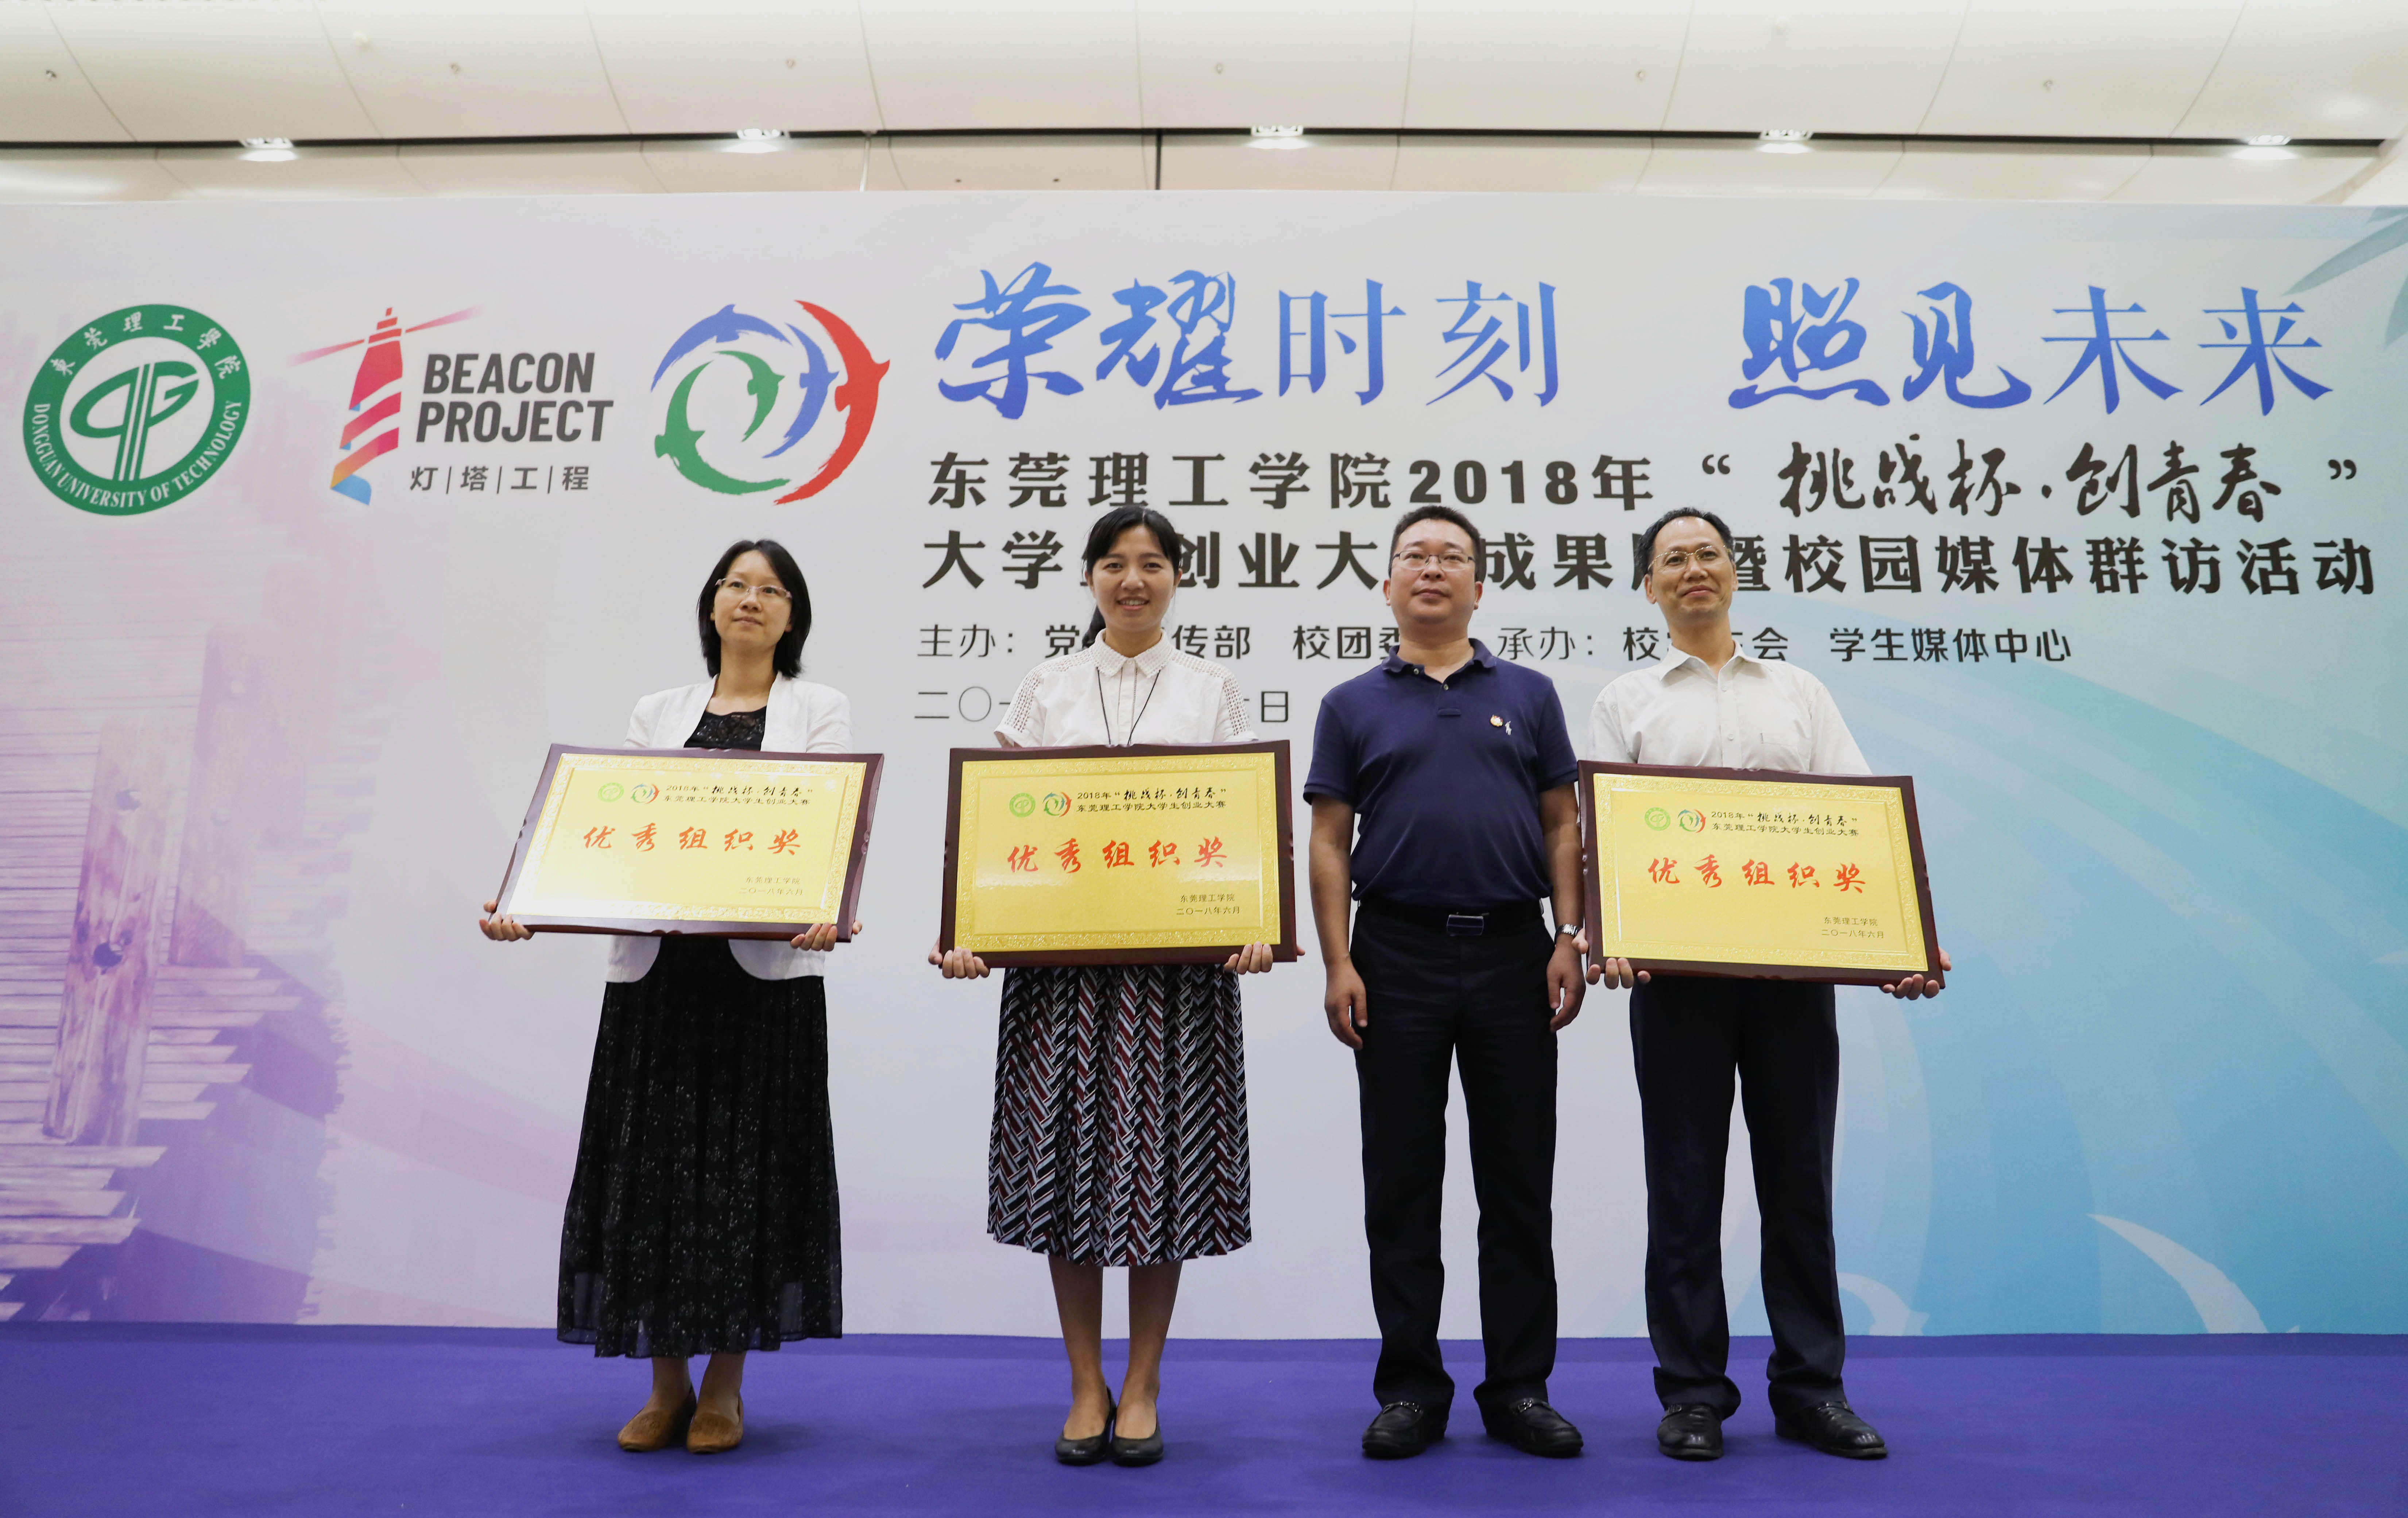 東莞理工學院
DONGGUAN UNIVERSITY OF TECHNOLOGY
BEACON
PROJECT
灯|塔|工|程
荣耀时刻 照见未来
东莞理工学院2018年“挑战杯·创青春”
大学 创业大 成果 暨校园媒体群访活动
主办：党 传部 校团委 承办：校 会 学生媒体中心
二〇 日
2018年“挑战杯·创青春”
东莞理工学院大学生创业大赛
优秀组织奖
东莞理工学院
二〇一八年六月
2018年“挑战杯·创青春”
东莞理工学院大学生创业大赛
优秀组织奖
东莞理工学院
二〇一八年六月
2018年“挑战杯·创青春”
东莞理工学院大学生创业大赛
优秀组织奖
东莞理工学院
二〇一八年六月